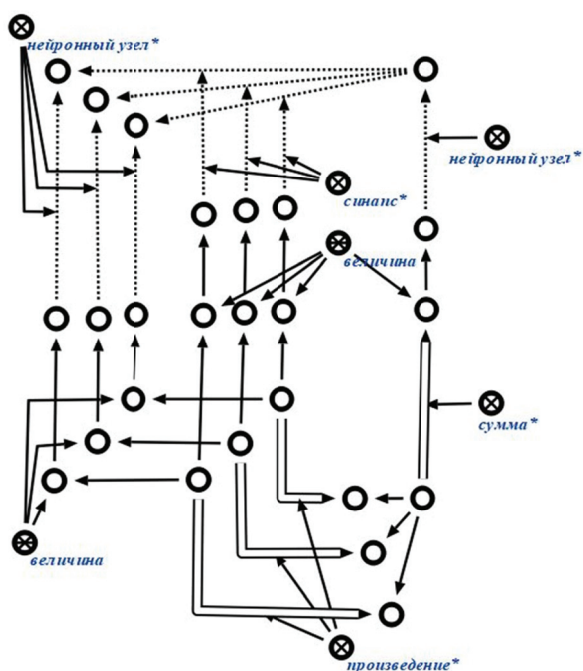 нейронный узел*
нейронный узел*
синапс*
величина
сумма*
величина
произведение*